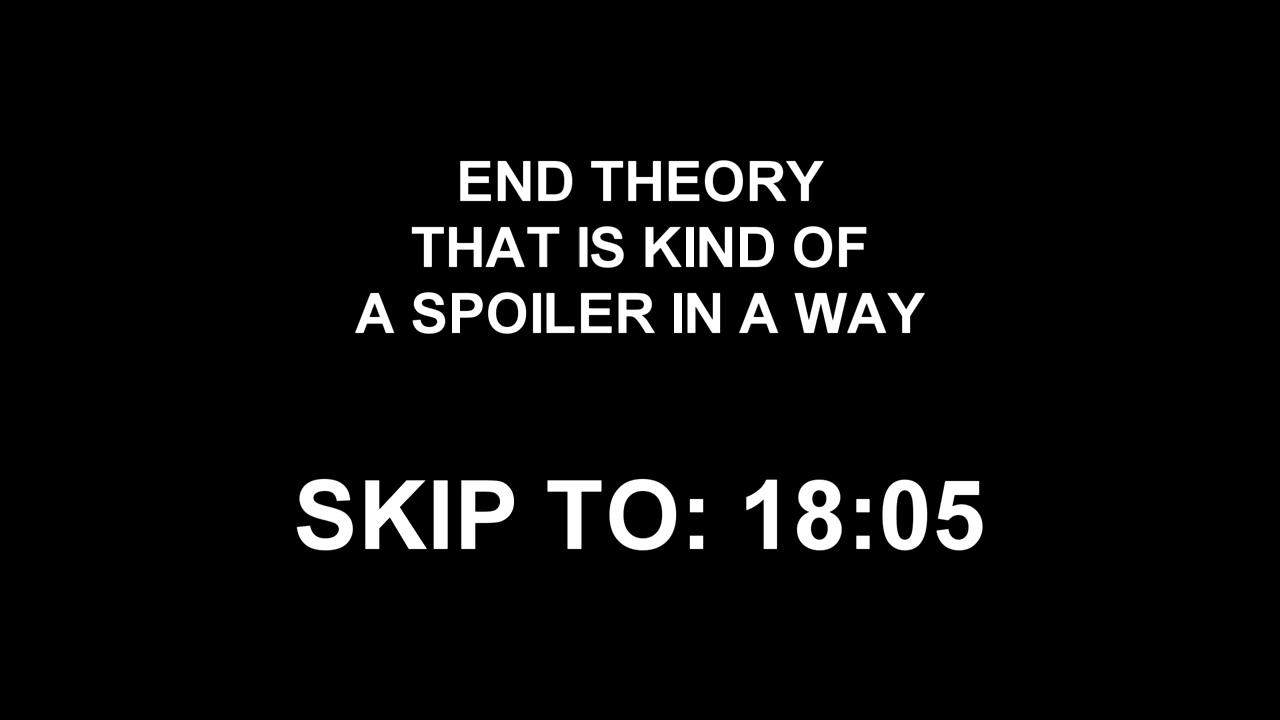 END THEORY
THAT IS KIND OF
A SPOILER IN A WAY
SKIP TO: 18:05